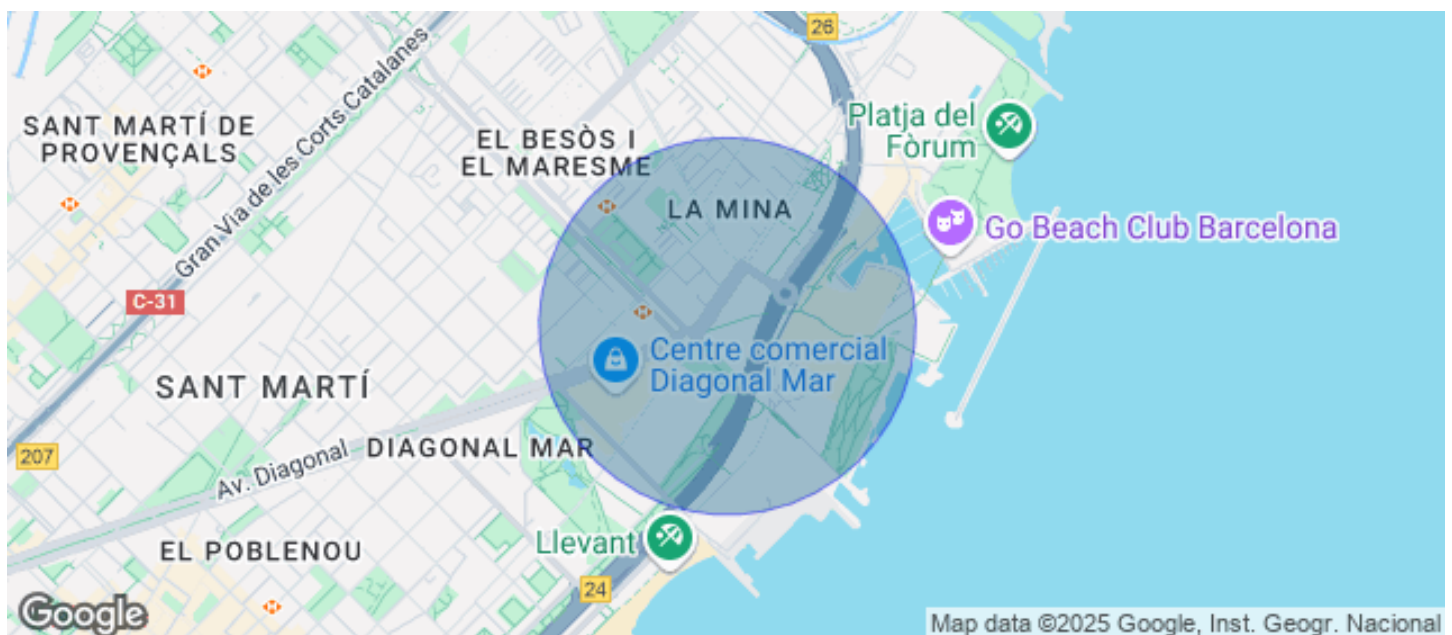 26
SANT MARTÍ DE
PROVENÇALS
Gran Via de les Corts Catalanes
EL BESÒS I
EL MARESME
Platja del
Fòrum
LA MINA
Go Beach Club Barcelona
C-31
Centre comercial
Diagonal Mar
SANT MARTÍ
DIAGONAL MAR
207
Av. Diagonal
EL POBLENOU
Llevant
24
Google
Map data ©2025 Google, Inst. Geogr. Nacional